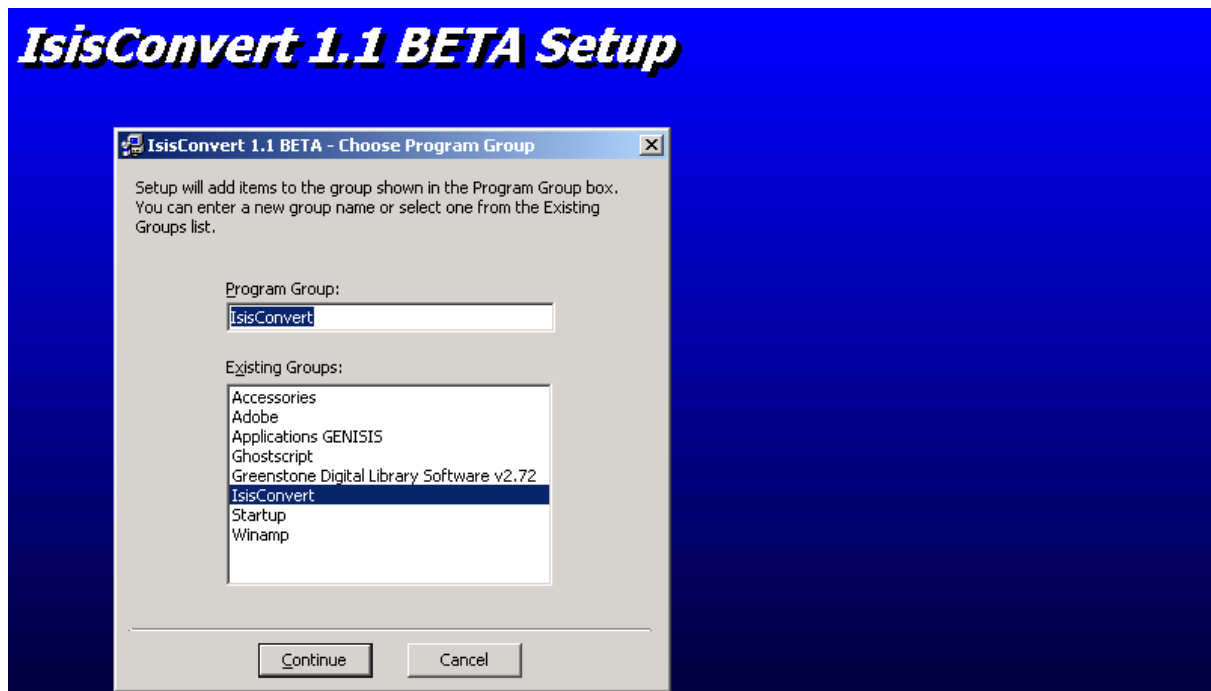 IsisConvert 1.1 BETA Setup
IsisConvert 1.1 BETA - Choose Program Group
Setup will add items to the group shown in the Program Group box.
You can enter a new group name or select one from the Existing
Groups list.
Program Group:
IsisConvert
Existing Groups:
Accessories
Adobe
Applications GENISIS
Ghostscript
Greenstone Digital Library Software v2.72
IsisConvert
Startup
Winamp
Continue
Cancel